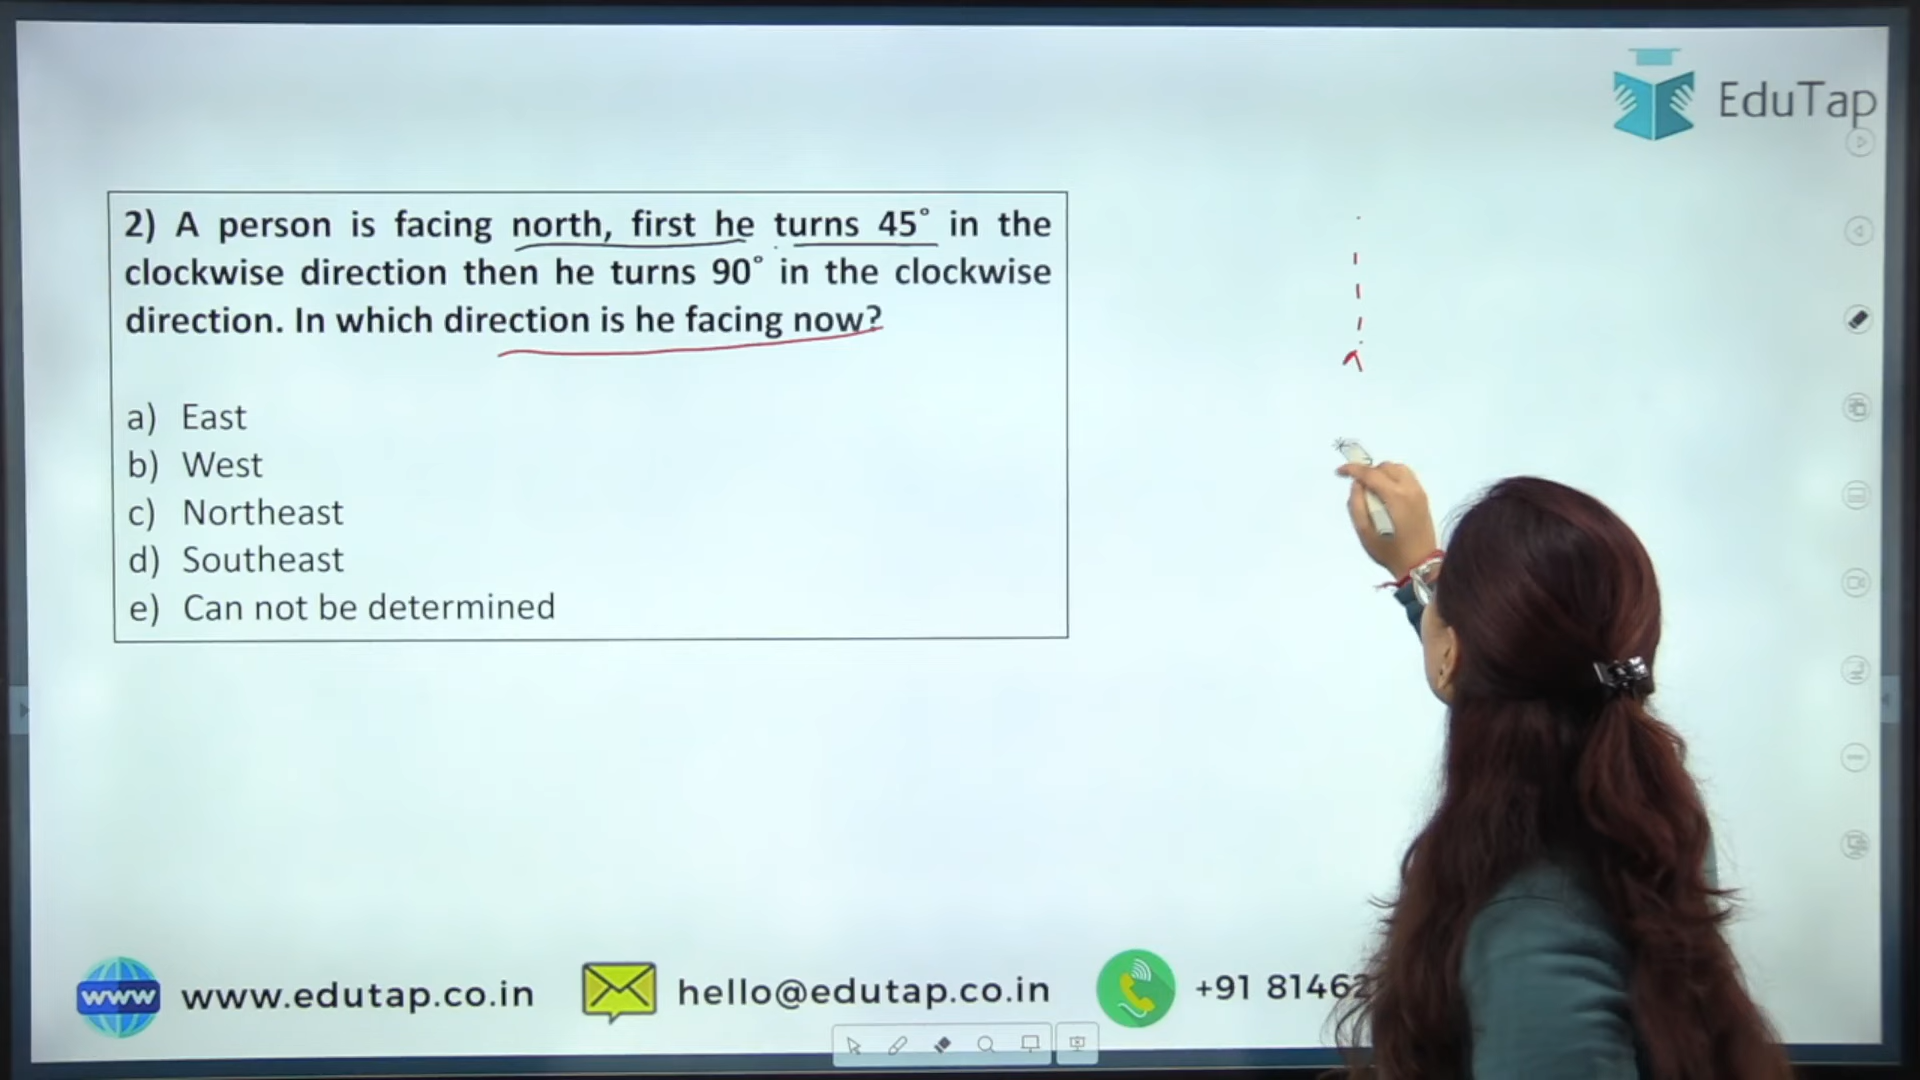 EduTap
2) A person is facing north, first he turns 45° in the
clockwise direction then he turns 90° in the clockwise
direction. In which direction is he facing now?
a) East
b) West
c) Northeast
d) Southeast
e) Can not be determined
www www.edutap.co.in hello@edutap.co.in +91 8146